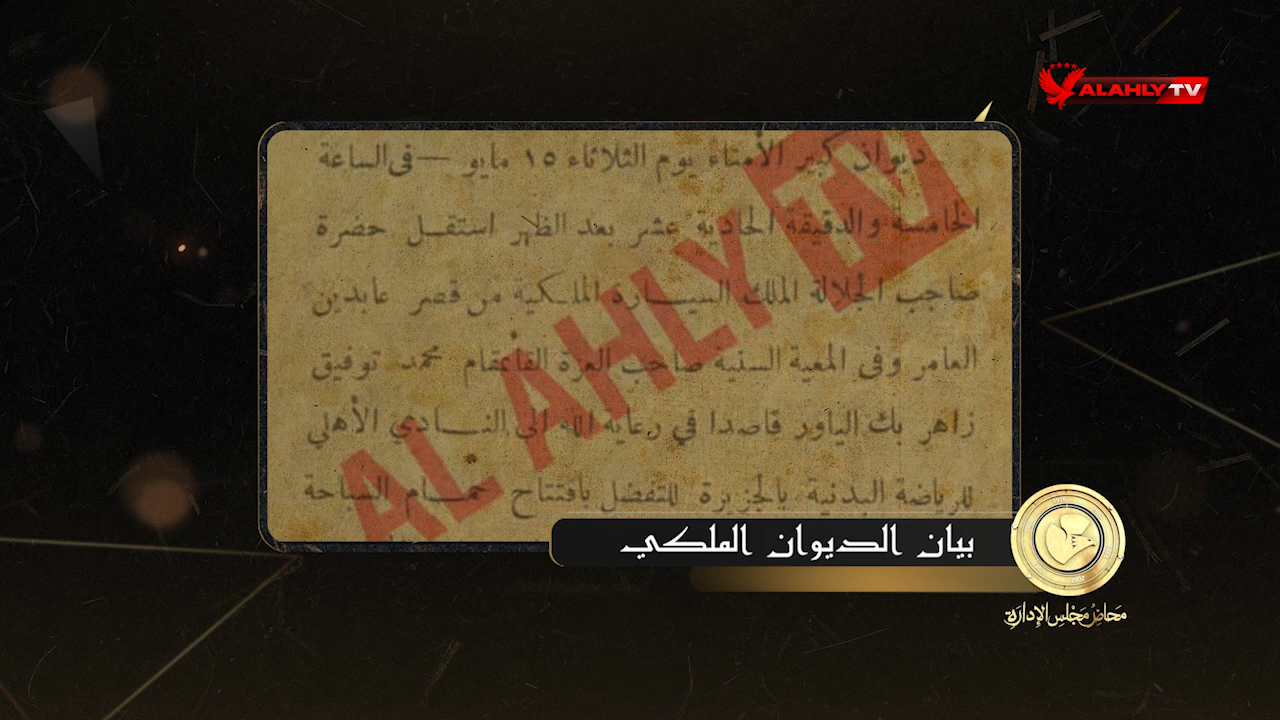 ALAHLY TV
ديوان كبير الأمناء يوم الثلاثاء ١٥ مايو — فى الساعة
الخامسة والدقيقة الحادية عشر بعد الظهر استقل حضرة
صاحب الجلالة الملك السيارة الملكية من قصر عابدين
العامر وفى المعية السنية صاحب العزة القائمقام محمد توفيق
زاهر بك الياور قاصدا في رعاية الله الى النادى الأهلي
للرياضة البدنية بالجزيرة للتفضل بافتتاح حمام السباحة
AL AHLY TV
بيان الديوان الملكي
محاضر مجلس الإدارة